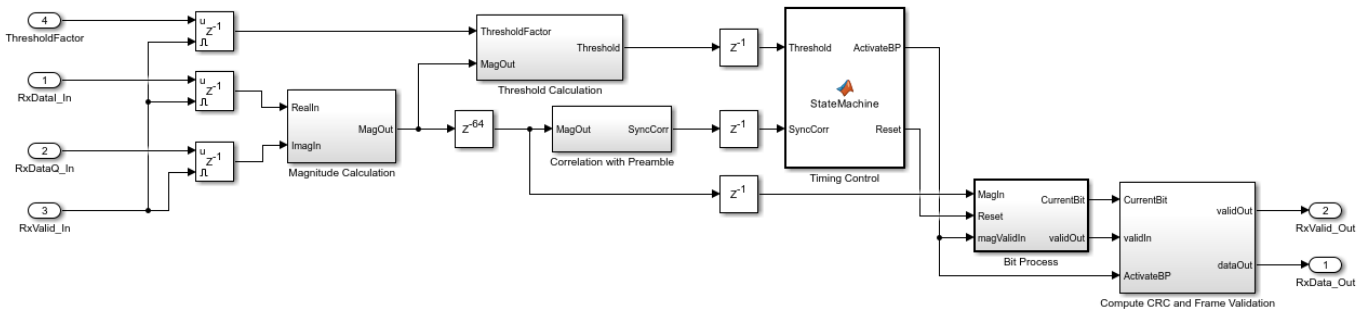 4
ThresholdFactor
u
Z-1
1
RxDataI_In
u
Z-1
2
RxDataQ_In
u
Z-1
3
RxValid_In
RealIn
ImagIn
MagOut
Magnitude Calculation
ThresholdFactor
MagOut
Threshold
Threshold Calculation
Z-64
MagOut
SyncCorr
Correlation with Preamble
Z-1
Z-1
Z-1
Threshold
ActivateBP
StateMachine
SyncCorr
Reset
Timing Control
MagIn
CurrentBit
Reset
magValidIn
validOut
Bit Process
CurrentBit
validOut
validIn
dataOut
ActivateBP
Compute CRC and Frame Validation
2
RxValid_Out
1
RxData_Out